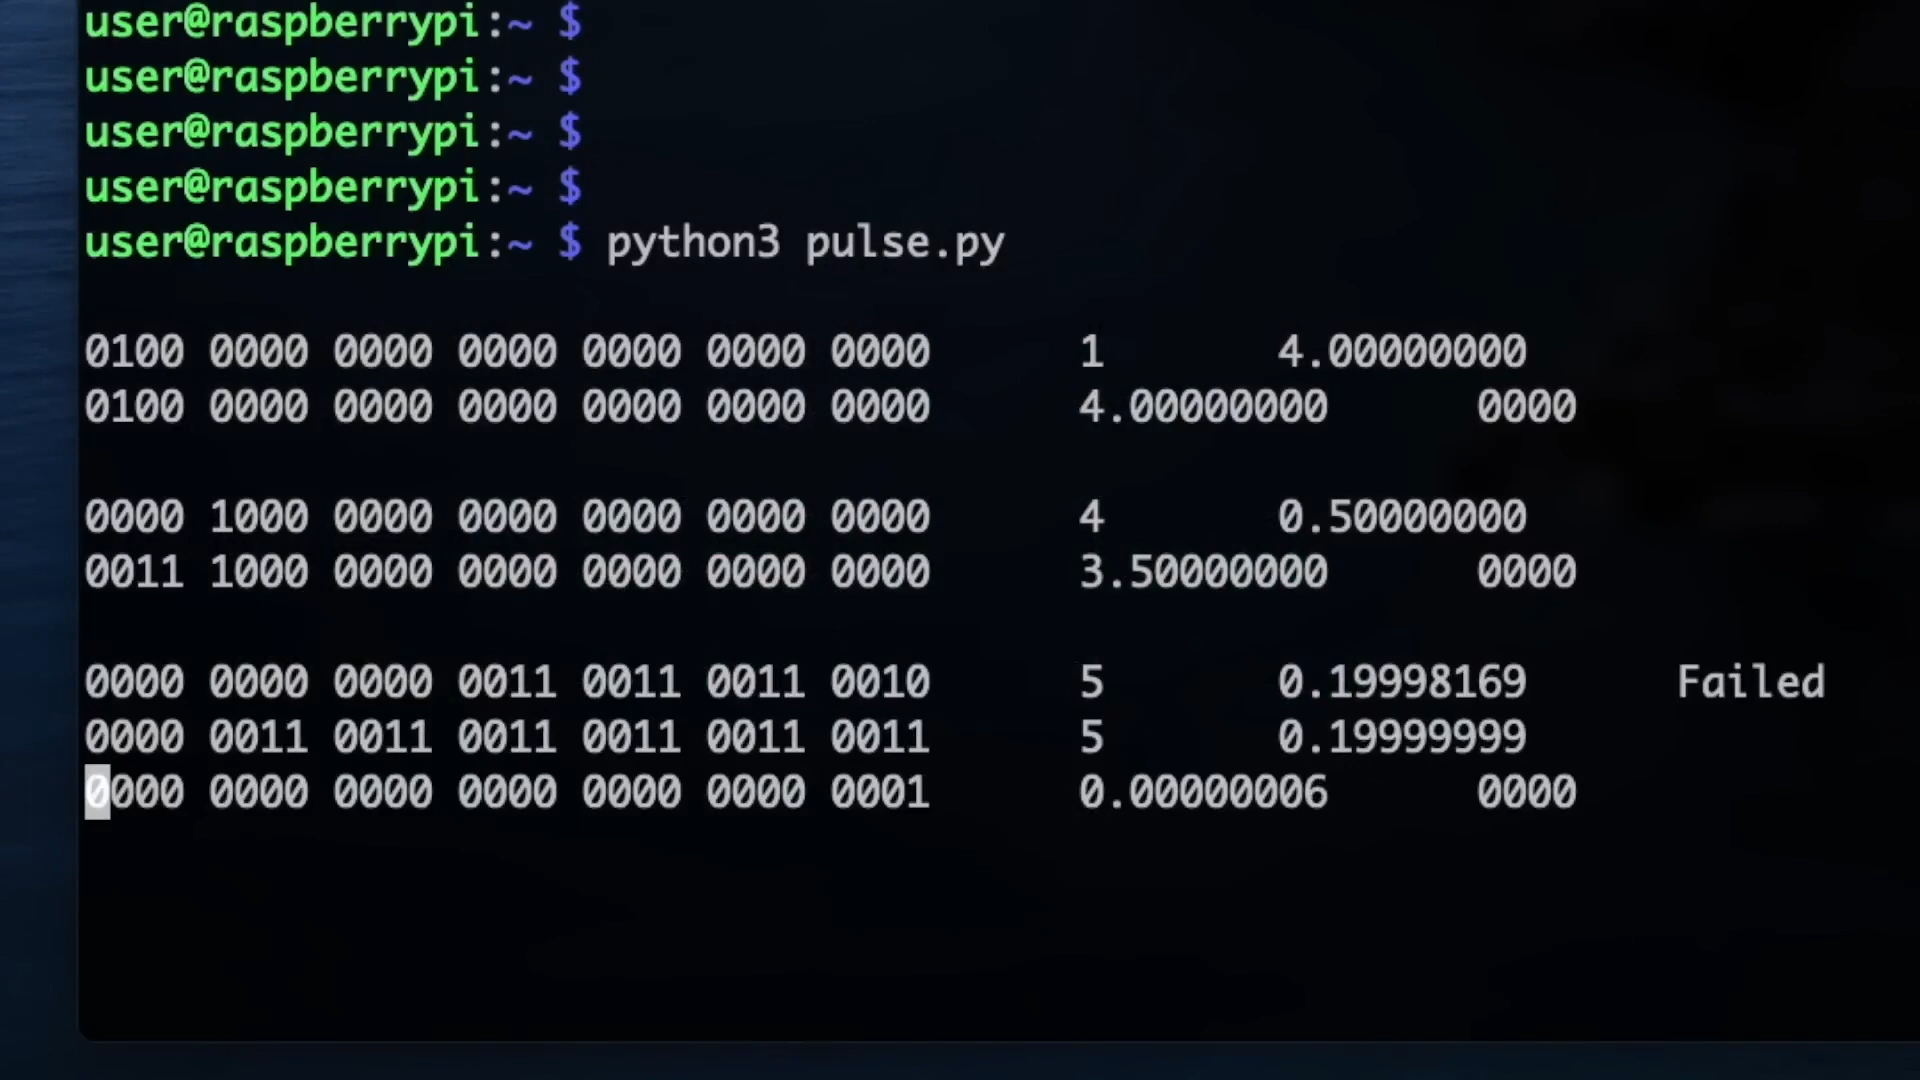 user@raspberrypi:~ $
user@raspberrypi:~ $
user@raspberrypi:~ $
user@raspberrypi:~ $
user@raspberrypi:~ $ python3 pulse.py
0100 0000 0000 0000 0000 0000 0000 1 4.00000000
0100 0000 0000 0000 0000 0000 0000 4.00000000 0000
0000 1000 0000 0000 0000 0000 0000 4 0.50000000
0011 1000 0000 0000 0000 0000 0000 3.50000000 0000
0000 0000 0000 0011 0011 0011 0010 5 0.19998169 Failed
0000 0011 0011 0011 0011 0011 0011 5 0.19999999
0000 0000 0000 0000 0000 0000 0001 0.00000006 0000